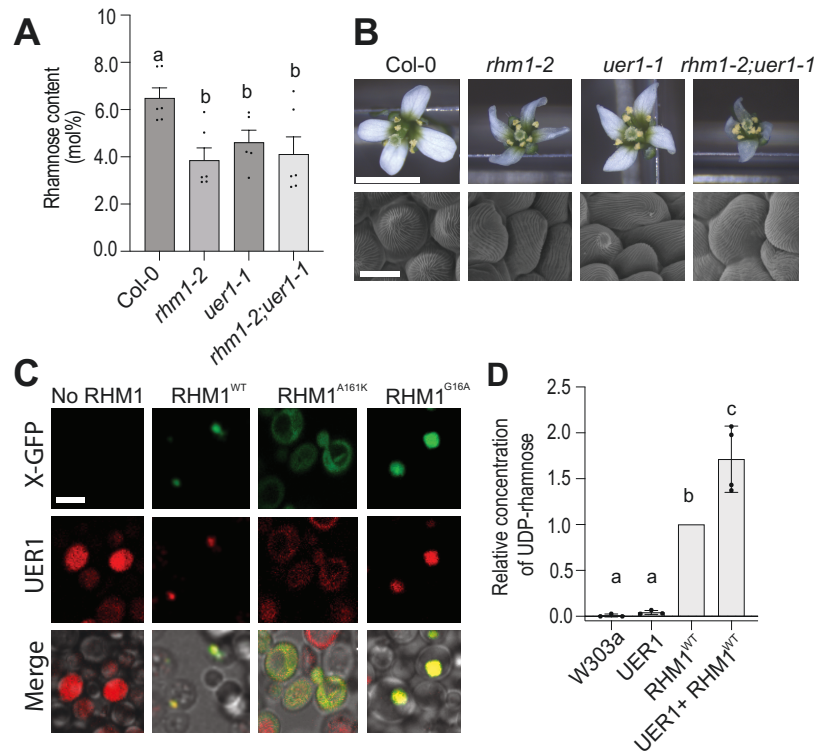 A
Rhamnose content
(mol%)
10
8.0
6.0
4.0
2.0
0.0
a
b
b
b
Col-0
rhm1-2
uer1-1
rhm1-2;uer1-1
B
Col-0
rhm1-2
uer1-1
rhm1-2;uer1-1
C
No RHM1
RHM1WT
RHM1A161K
RHM1G16A
X-GFP
UER1
Merge
D
Relative concentration
of UDP-rhamnose
2.5
2.0
1.5
1.0
0.5
0.0
a
a
b
c
W303a
UER1
RHM1WT
UER1+ RHM1WT